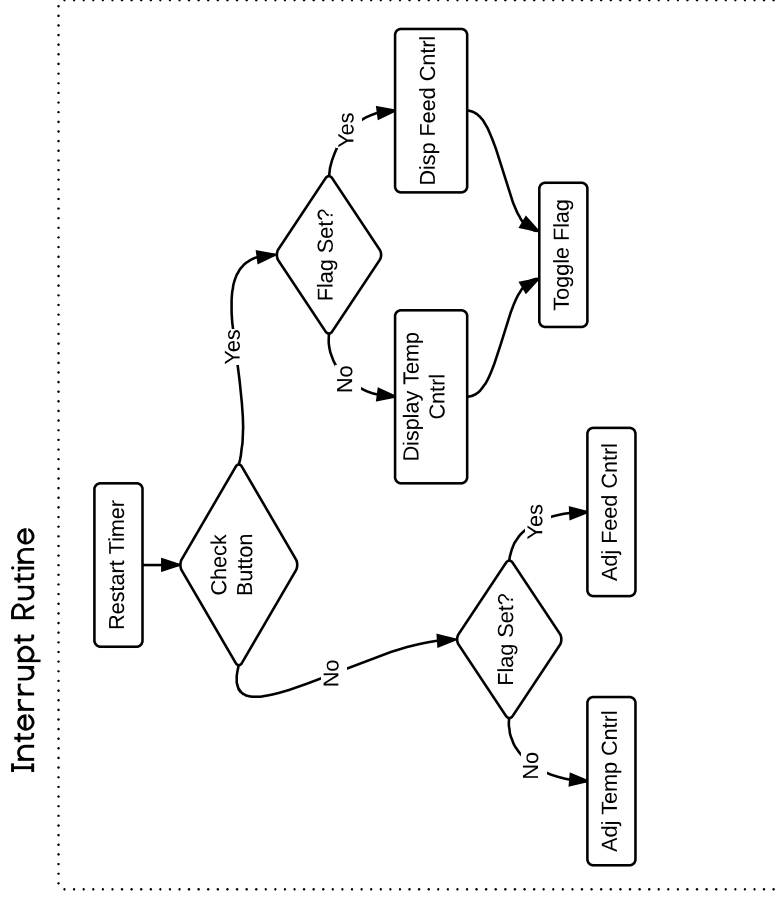 Interrupt Rutine
Restart Timer
Check
Button
Yes
No
Flag Set?
Yes
No
Disp Feed Cntrl
Display Temp
Cntrl
Toggle Flag
Flag Set?
Yes
No
Adj Feed Cntrl
Adj Temp Cntrl